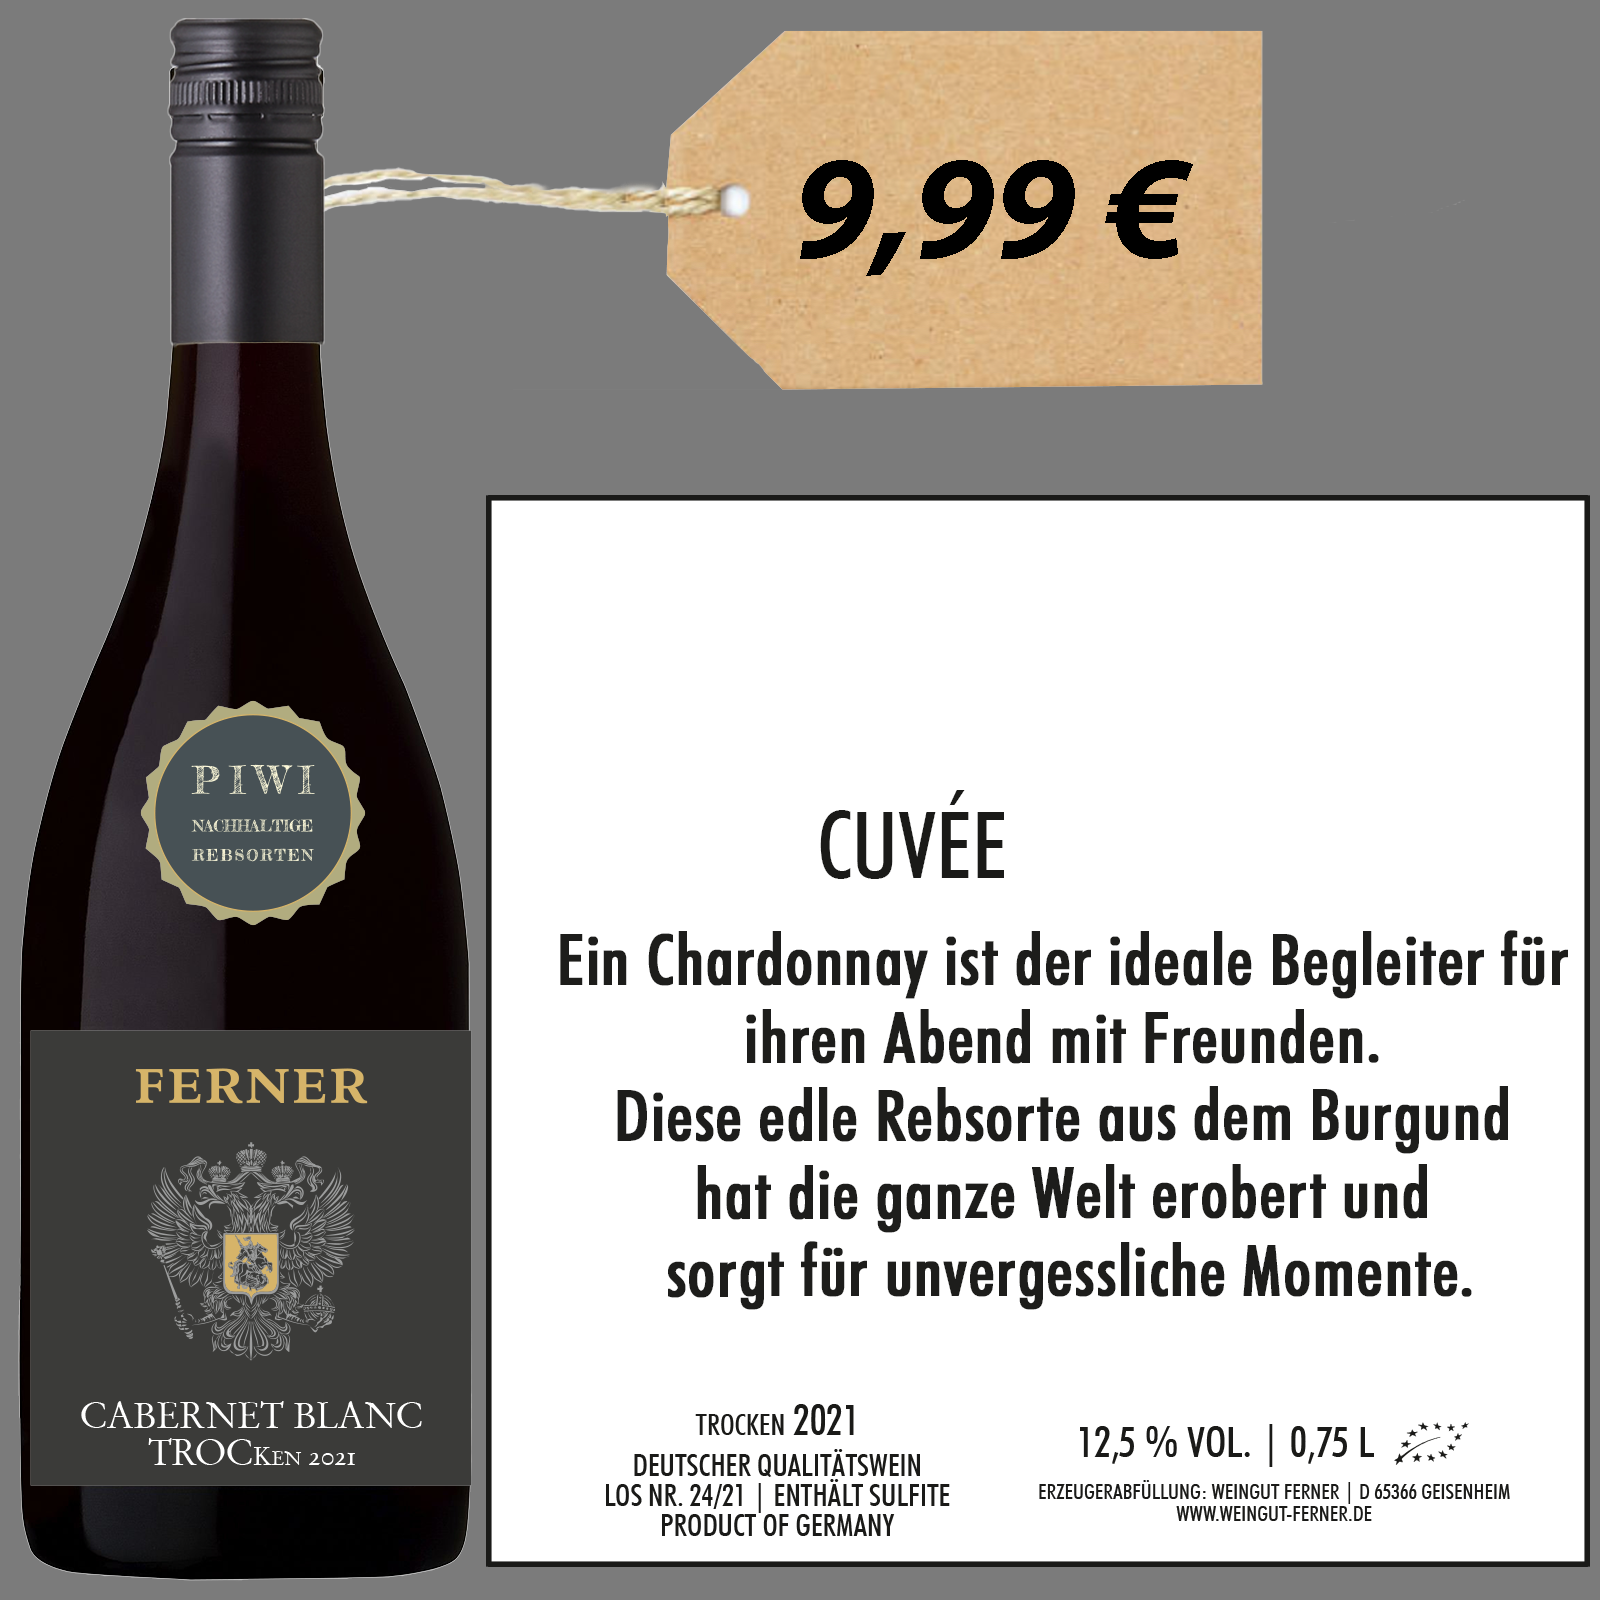 9,99 €
PIWI
NACHHALTIGE
REBSORTEN
FERNER
CABERNET BLANC
TROCKEN 2021
CUVÉE
Ein Chardonnay ist der ideale Begleiter für
ihren Abend mit Freunden.
Diese edle Rebsorte aus dem Burgund
hat die ganze Welt erobert und
sorgt für unvergessliche Momente.
TROCKEN 2021
DEUTSCHER QUALITÄTSWEIN
LOS NR. 24/21 | ENTHÄLT SULFITE
PRODUCT OF GERMANY
12,5 % VOL. | 0,75 L
ERZEUGERABFÜLLUNG: WEINGUT FERNER | D 65366 GEISENHEIM
WWW.WEINGUT-FERNER.DE